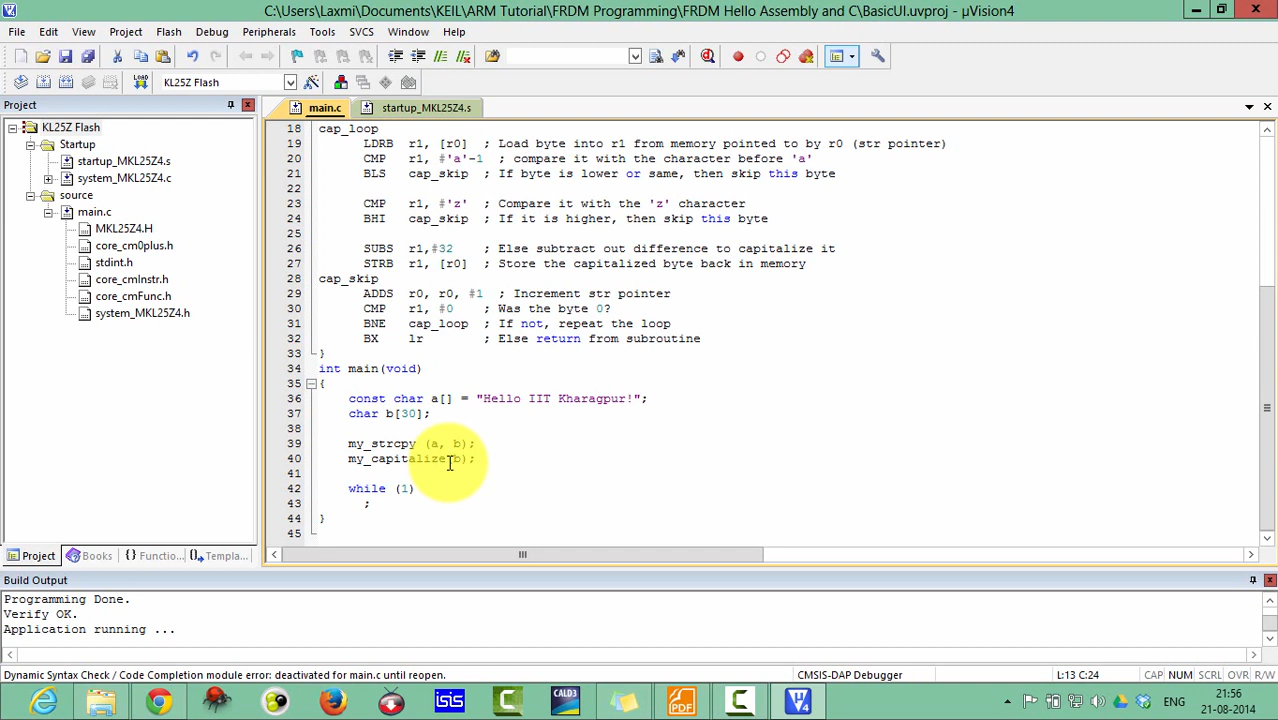 C:\Users\Laxmi\Documents\KEIL\ARM Tutorial\FRDM Programming\FRDM Hello Assembly and C\BasicUI.uvproj - µVision4
File Edit View Project Flash Debug Peripherals Tools SVCS Window Help
LOAD KL25Z Flash
Project
main.c startup_MKL25Z4.s
KL25Z Flash
Startup
startup_MKL25Z4.s
system_MKL25Z4.c
source
main.c
MKL25Z4.H
core_cm0plus.h
stdint.h
core_cmInstr.h
core_cmFunc.h
system_MKL25Z4.h
18 cap_loop
19 LDRB r1, [r0] ; Load byte into r1 from memory pointed to by r0 (str pointer)
20 CMP r1, #'a'-1 ; compare it with the character before 'a'
21 BLS cap_skip ; If byte is lower or same, then skip this byte
22
23 CMP r1, #'z' ; Compare it with the 'z' character
24 BHI cap_skip ; If it is higher, then skip this byte
25
26 SUBS r1,#32 ; Else subtract out difference to capitalize it
27 STRB r1, [r0] ; Store the capitalized byte back in memory
28 cap_skip
29 ADDS r0, r0, #1 ; Increment str pointer
30 CMP r1, #0 ; Was the byte 0?
31 BNE cap_loop ; If not, repeat the loop
32 BX lr ; Else return from subroutine
33 }
34 int main(void)
35 {
36 const char a[] = "Hello IIT Kharagpur!";
37 char b[30];
38
39 my_strcpy (a, b);
40 my_capitalize(b);
41
42 while (1)
43 ;
44 }
45
Project Books {} Functio... Templa...
Build Output
Programming Done.
Verify OK.
Application running ...
Dynamic Syntax Check / Code Completion module error: deactivated for main.c until reopen. CMSIS-DAP Debugger L:13 C:24 CAP NUM SCRL OVR R/W
isis CALD3 PDF
ENG 21:56
21-08-2014